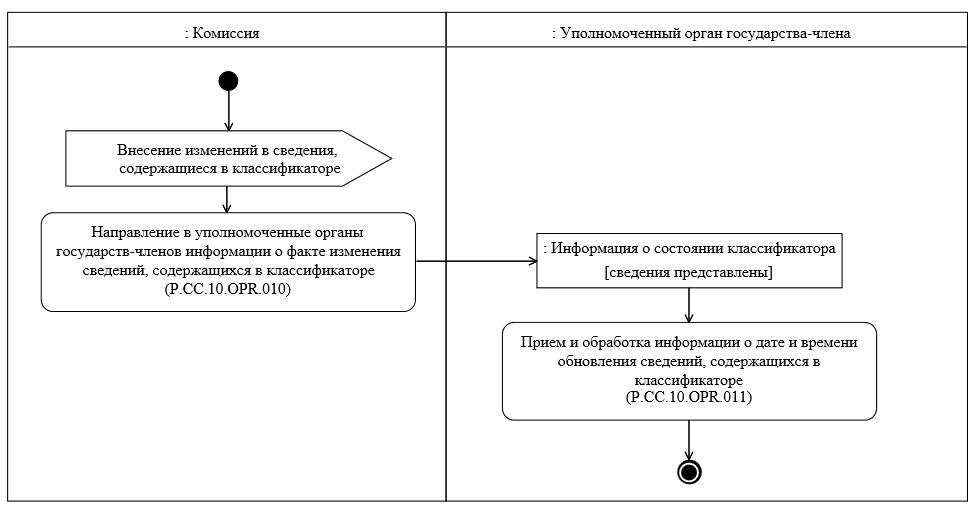 : Комиссия
: Уполномоченный орган государства-члена
Внесение изменений в сведения,
содержащиеся в классификаторе
Направление в уполномоченные органы
государств-членов информации о факте изменения
сведений, содержащихся в классификаторе
(P.CC.10.OPR.010)
: Информация о состоянии классификатора
[сведения представлены]
Прием и обработка информации о дате и времени
обновления сведений, содержащихся в
классификаторе
(P.CC.10.OPR.011)